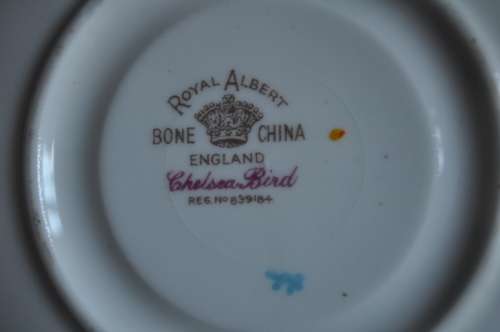 ROYAL ALBERT
BONE CHINA
ENGLAND
Chelsea Bird
REG. NO 839184